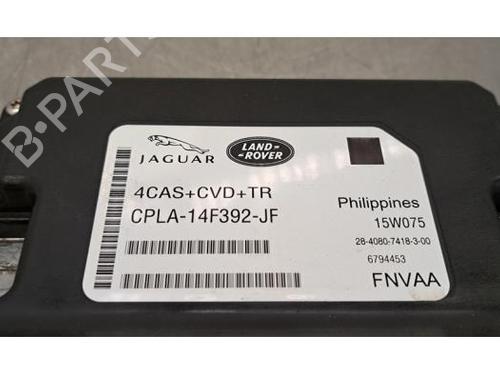 B-PARTS
JAGUAR
LAND-
ROVER
4CAS+CVD+TR
CPLA-14F392-JF
Philippines
15W075
28-4080-7418-3-00
6794453
FNVAA